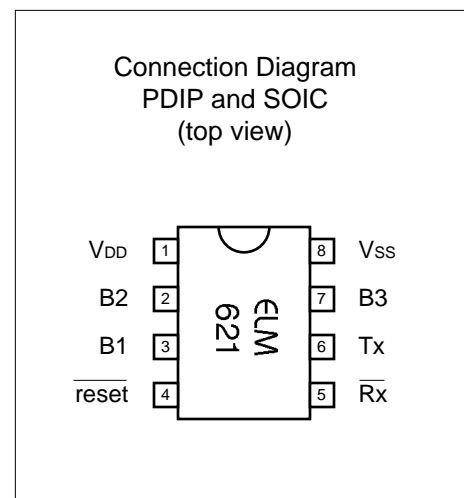 Connection Diagram
PDIP and SOIC
(top view)
VDD 1 8 VSS
B2 2 7 B3
B1 3 6 Tx
reset 4 5 Rx
ELM
621